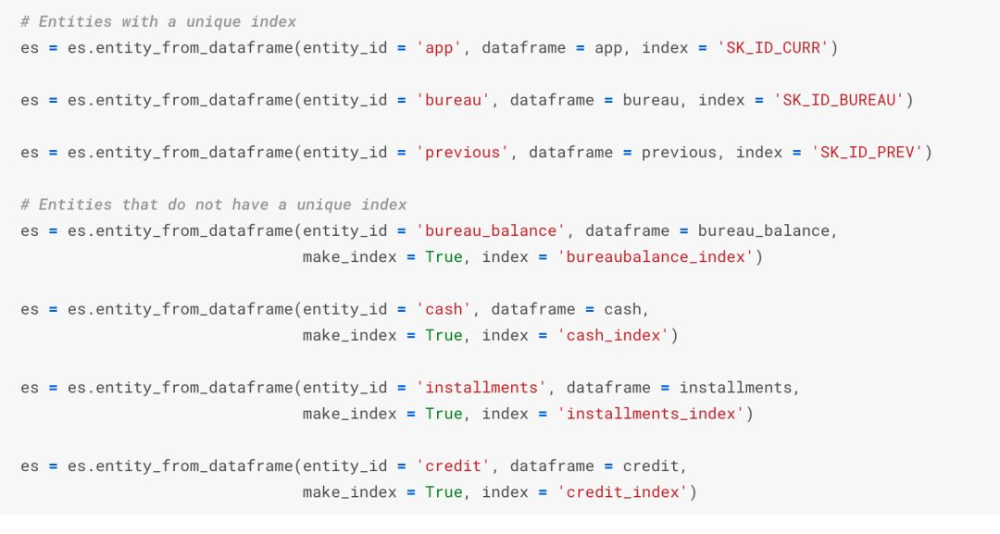 # Entities with a unique index
es = es.entity_from_dataframe(entity_id = 'app', dataframe = app, index = 'SK_ID_CURR')
es = es.entity_from_dataframe(entity_id = 'bureau', dataframe = bureau, index = 'SK_ID_BUREAU')
es = es.entity_from_dataframe(entity_id = 'previous', dataframe = previous, index = 'SK_ID_PREV')
# Entities that do not have a unique index
es = es.entity_from_dataframe(entity_id = 'bureau_balance', dataframe = bureau_balance,
make_index = True, index = 'bureaubalance_index')
es = es.entity_from_dataframe(entity_id = 'cash', dataframe = cash,
make_index = True, index = 'cash_index')
es = es.entity_from_dataframe(entity_id = 'installments', dataframe = installments,
make_index = True, index = 'installments_index')
es = es.entity_from_dataframe(entity_id = 'credit', dataframe = credit,
make_index = True, index = 'credit_index')